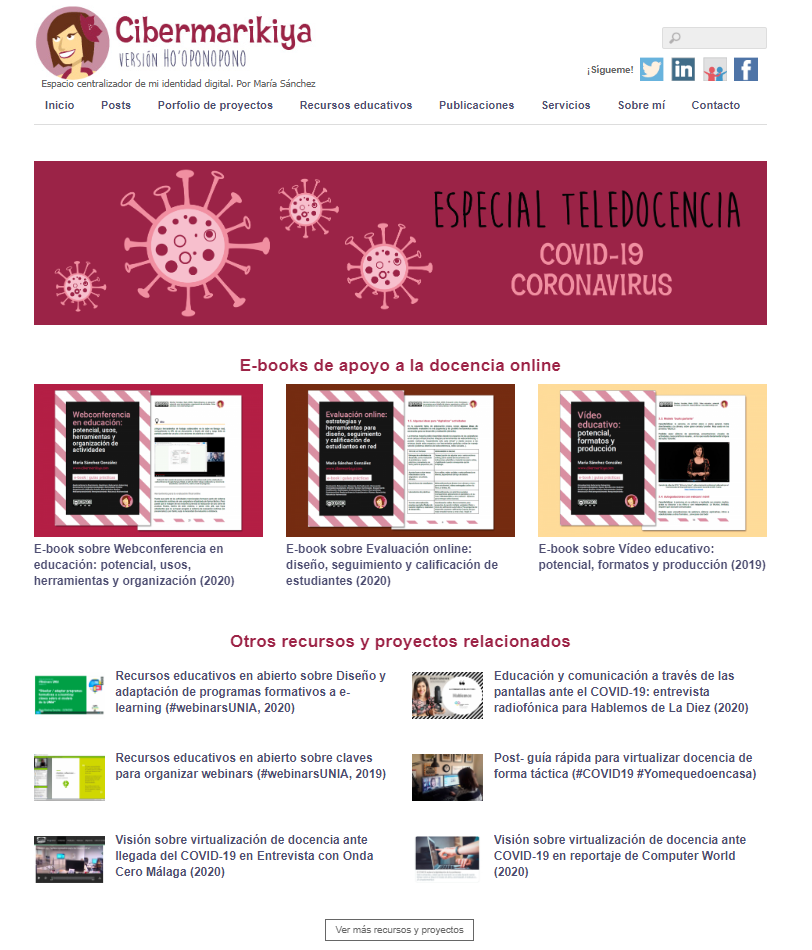 Cibermarikiya
VERSIÓN HO'OPONOPONO
Espacio centralizador de mi identidad digital. Por María Sánchez
¡Sígueme!
Inicio Posts Porfolio de proyectos Recursos educativos Publicaciones Servicios Sobre mí Contacto
ESPECIAL TELEDOCENCIA
COVID-19
CORONAVIRUS
E-books de apoyo a la docencia online
Webconferencia
en educación:
potencial, usos,
herramientas y
organización de
actividades
María Sánchez González
Evaluación online:
estrategias y
herramientas para
diseño, seguimiento
y calificación de
estudiantes en red
María Sánchez González
Vídeo
educativo:
potencial,
formatos y
producción
María Sánchez González
E-book sobre Webconferencia en
educación: potencial, usos,
herramientas y organización (2020)
E-book sobre Evaluación online:
diseño, seguimiento y calificación de
estudiantes (2020)
E-book sobre Vídeo educativo:
potencial, formatos y producción (2019)
Otros recursos y proyectos relacionados
Recursos educativos en abierto sobre Diseño y
adaptación de programas formativos a e-
learning (#webinarsUNIA, 2020)
Educación y comunicación a través de las
pantallas ante el COVID-19: entrevista
radiofónica para Hablemos de La Diez (2020)
Recursos educativos en abierto sobre claves
para organizar webinars (#webinarsUNIA, 2019)
Post- guía rápida para virtualizar docencia de
forma táctica (#COVID19 #Yomequedoencasa)
Visión sobre virtualización de docencia ante
llegada del COVID-19 en Entrevista con Onda
Cero Málaga (2020)
Visión sobre virtualización de docencia ante
COVID-19 en reportaje de Computer World
(2020)
Ver más recursos y proyectos